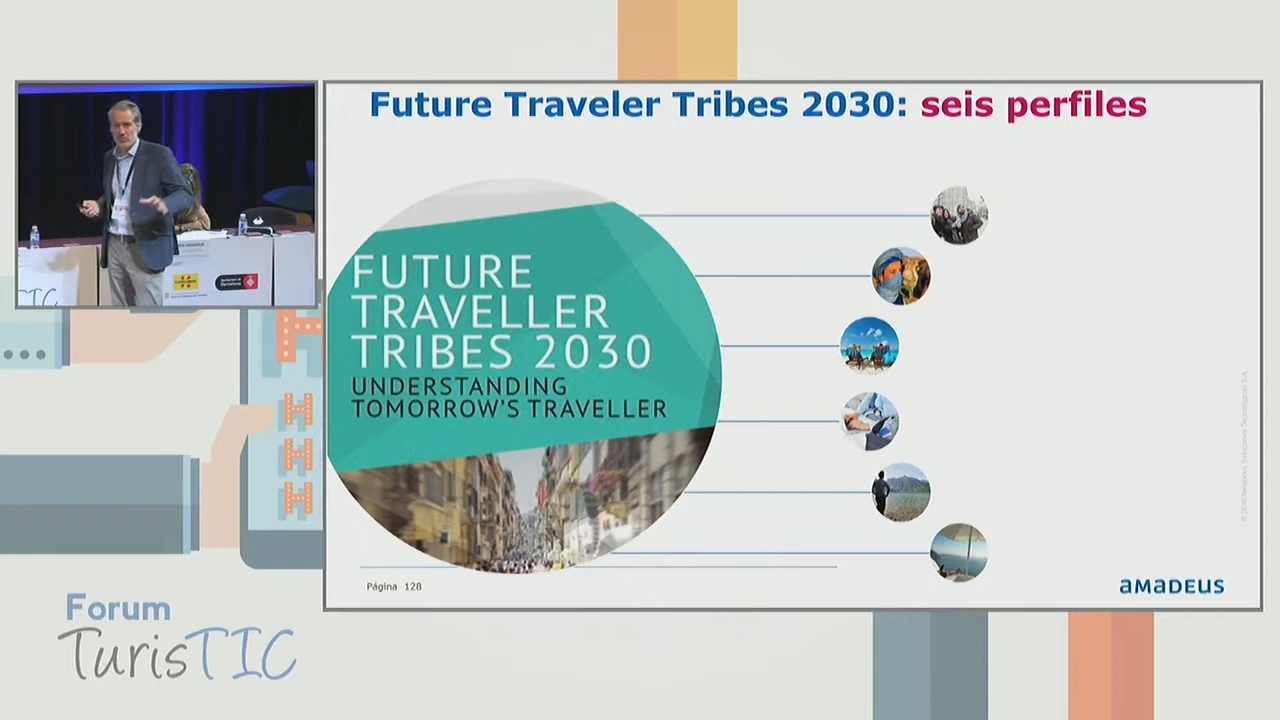 Future Traveler Tribes 2030: seis perfiles
FUTURE
TRAVELLER
TRIBES 2030
UNDERSTANDING
TOMORROW'S TRAVELLER
Página 128
amadeus
Forum
TurisTIC